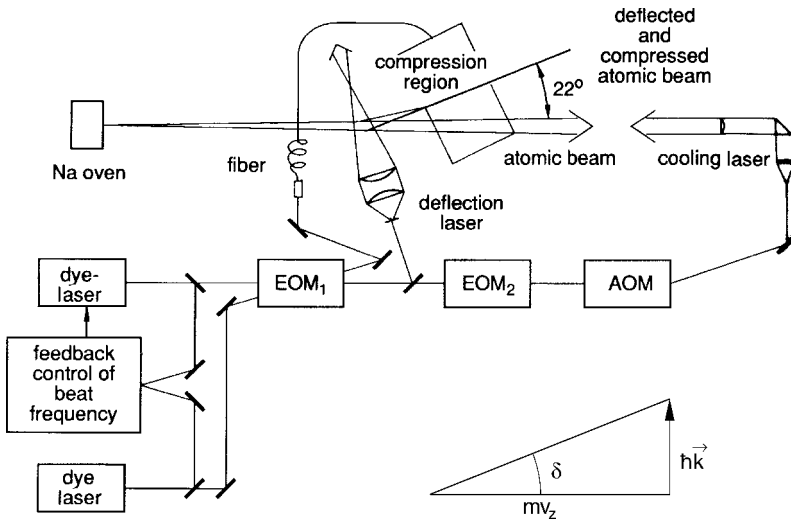 deflected
and
compressed
atomic beam
compression
region
22°
Na oven
fiber
atomic beam
cooling laser
deflection
laser
dye-
laser
EOM₁
EOM₂
AOM
feedback
control of
beat
frequency
dye
laser
δ
mv_z
ħk⃗